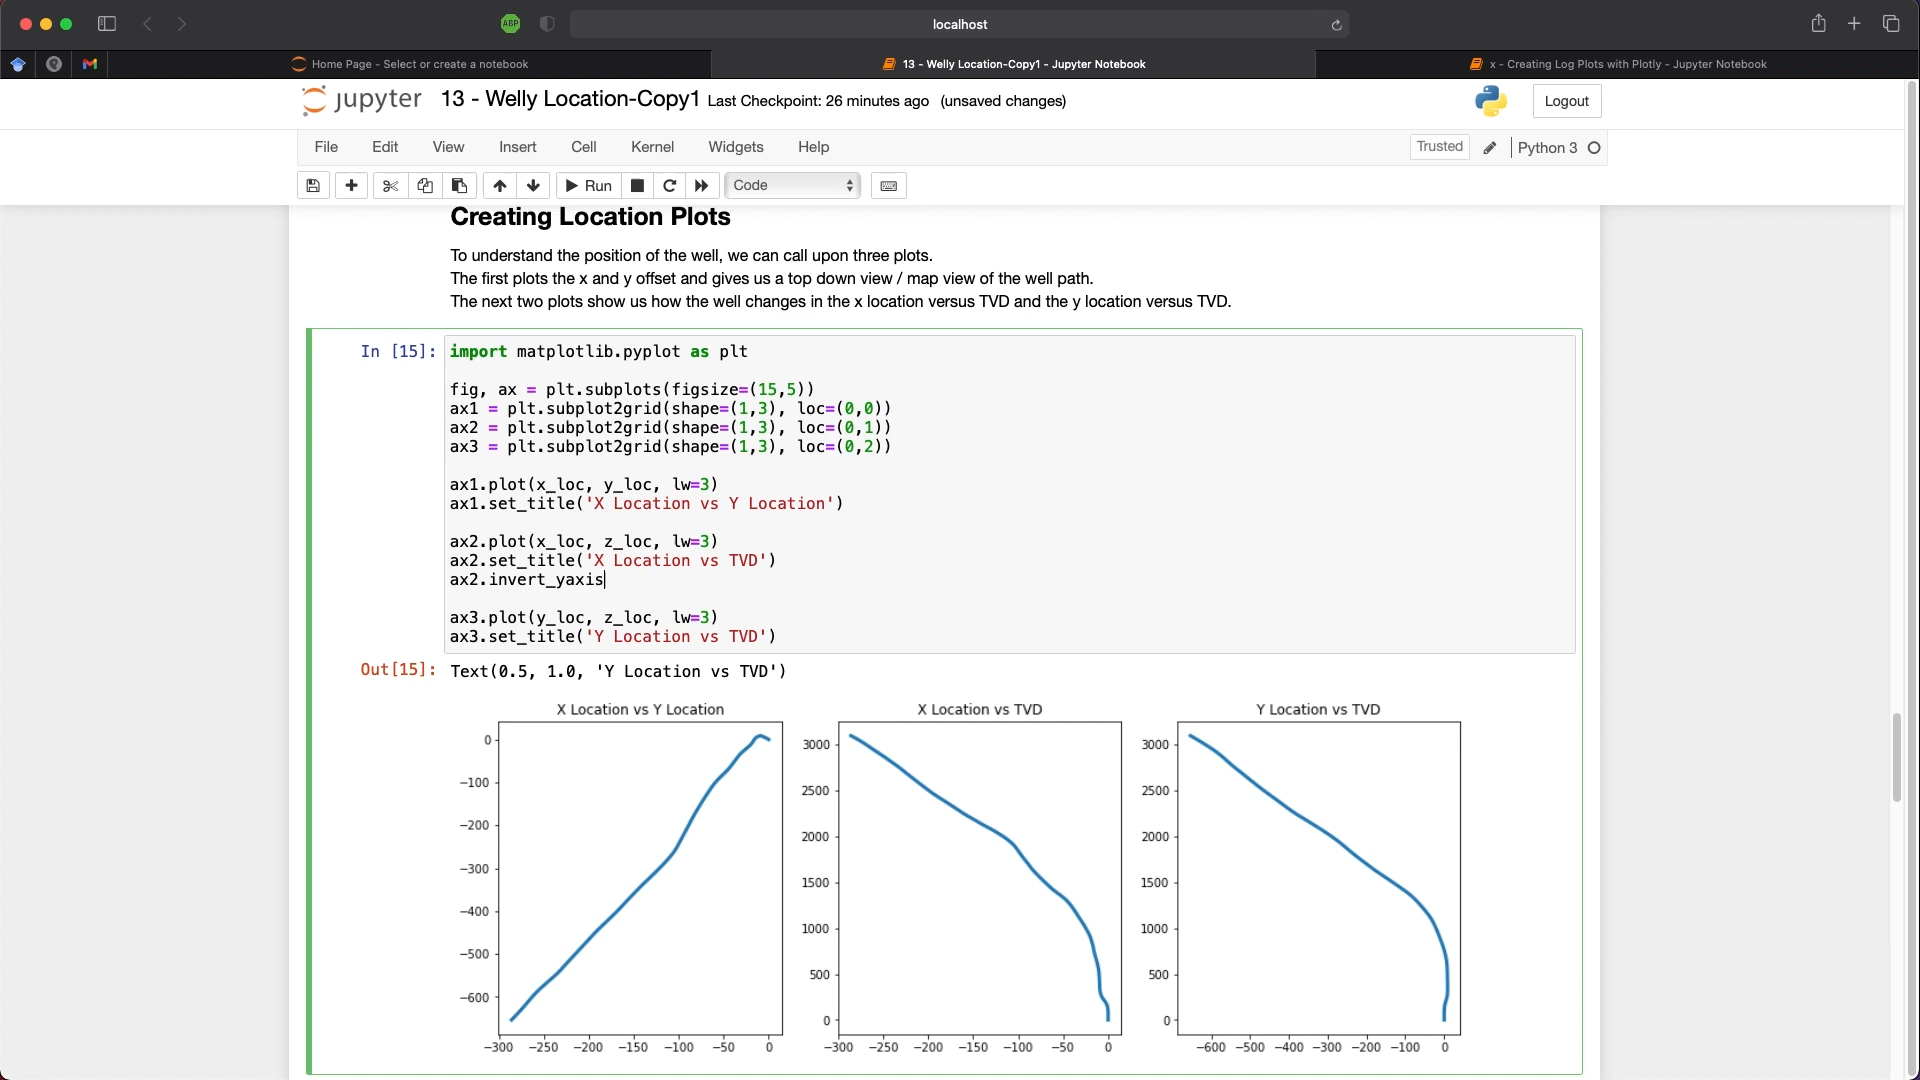 localhost
ABP
Home Page - Select or create a notebook
13 - Welly Location-Copy1 - Jupyter Notebook
x - Creating Log Plots with Plotly - Jupyter Notebook
jupyter 13 - Welly Location-Copy1 Last Checkpoint: 26 minutes ago (unsaved changes)
Logout
File Edit View Insert Cell Kernel Widgets Help
Trusted Python 3
Run Code
Creating Location Plots
To understand the position of the well, we can call upon three plots.
The first plots the x and y offset and gives us a top down view / map view of the well path.
The next two plots show us how the well changes in the x location versus TVD and the y location versus TVD.
In [15]: import matplotlib.pyplot as plt
fig, ax = plt.subplots(figsize=(15,5))
ax1 = plt.subplot2grid(shape=(1,3), loc=(0,0))
ax2 = plt.subplot2grid(shape=(1,3), loc=(0,1))
ax3 = plt.subplot2grid(shape=(1,3), loc=(0,2))
ax1.plot(x_loc, y_loc, lw=3)
ax1.set_title('X Location vs Y Location')
ax2.plot(x_loc, z_loc, lw=3)
ax2.set_title('X Location vs TVD')
ax2.invert_yaxis
ax3.plot(y_loc, z_loc, lw=3)
ax3.set_title('Y Location vs TVD')
Out[15]: Text(0.5, 1.0, 'Y Location vs TVD')
X Location vs Y Location
0
−100
−200
−300
−400
−500
−600
−300 −250 −200 −150 −100 −50 0
X Location vs TVD
3000
2500
2000
1500
1000
500
0
−300 −250 −200 −150 −100 −50 0
Y Location vs TVD
3000
2500
2000
1500
1000
500
0
−600 −500 −400 −300 −200 −100 0